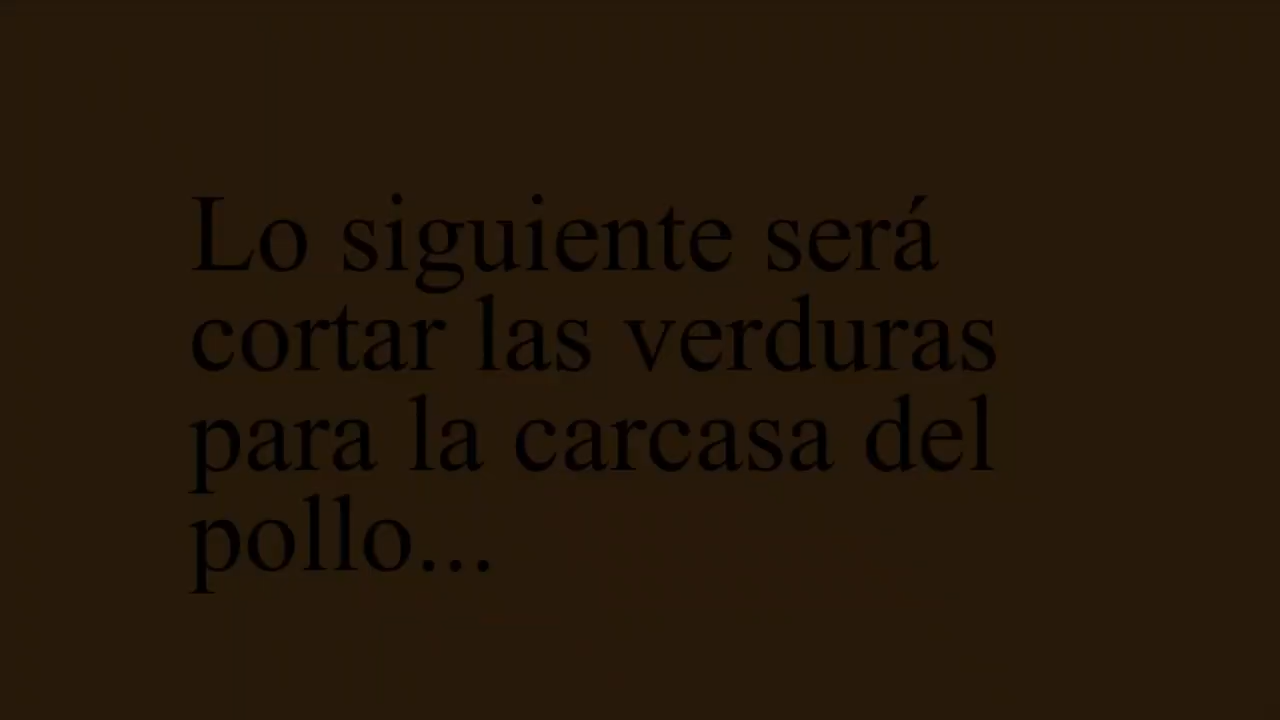 Lo siguiente será
cortar las verduras
para la carcasa del
pollo...